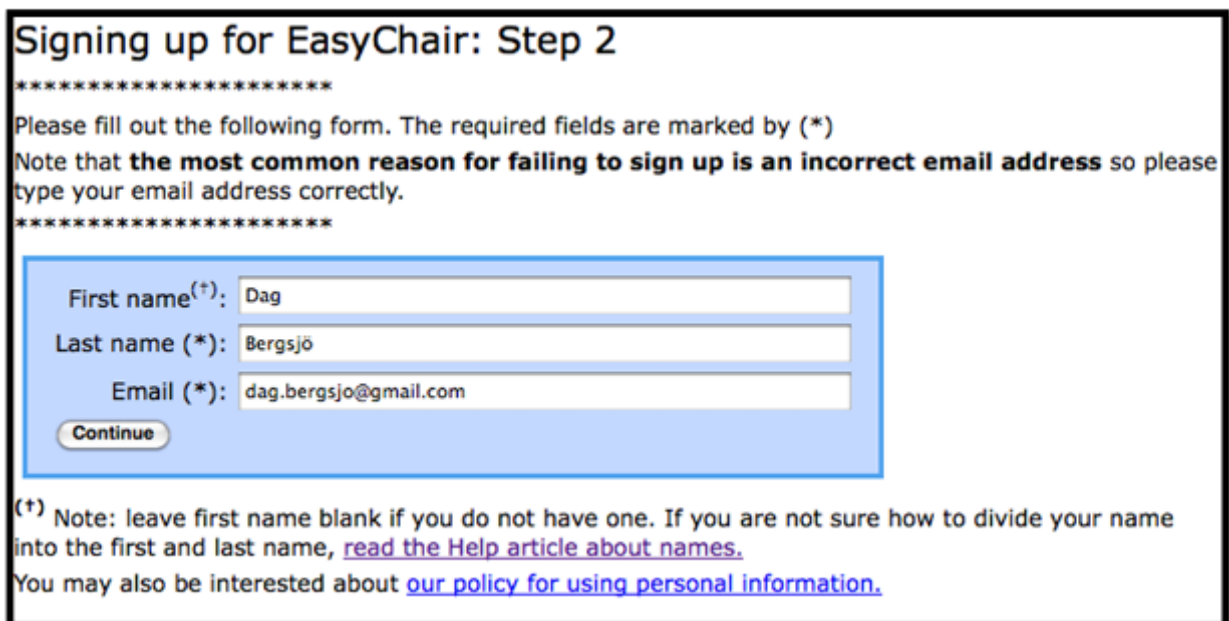 Signing up for EasyChair: Step 2
**********************
Please fill out the following form. The required fields are marked by (*)
Note that the most common reason for failing to sign up is an incorrect email address so please
type your email address correctly.
**********************
First name(†): Dag
Last name (*): Bergsjö
Email (*): dag.bergsjo@gmail.com
Continue
(†) Note: leave first name blank if you do not have one. If you are not sure how to divide your name
into the first and last name, read the Help article about names.
You may also be interested about our policy for using personal information.